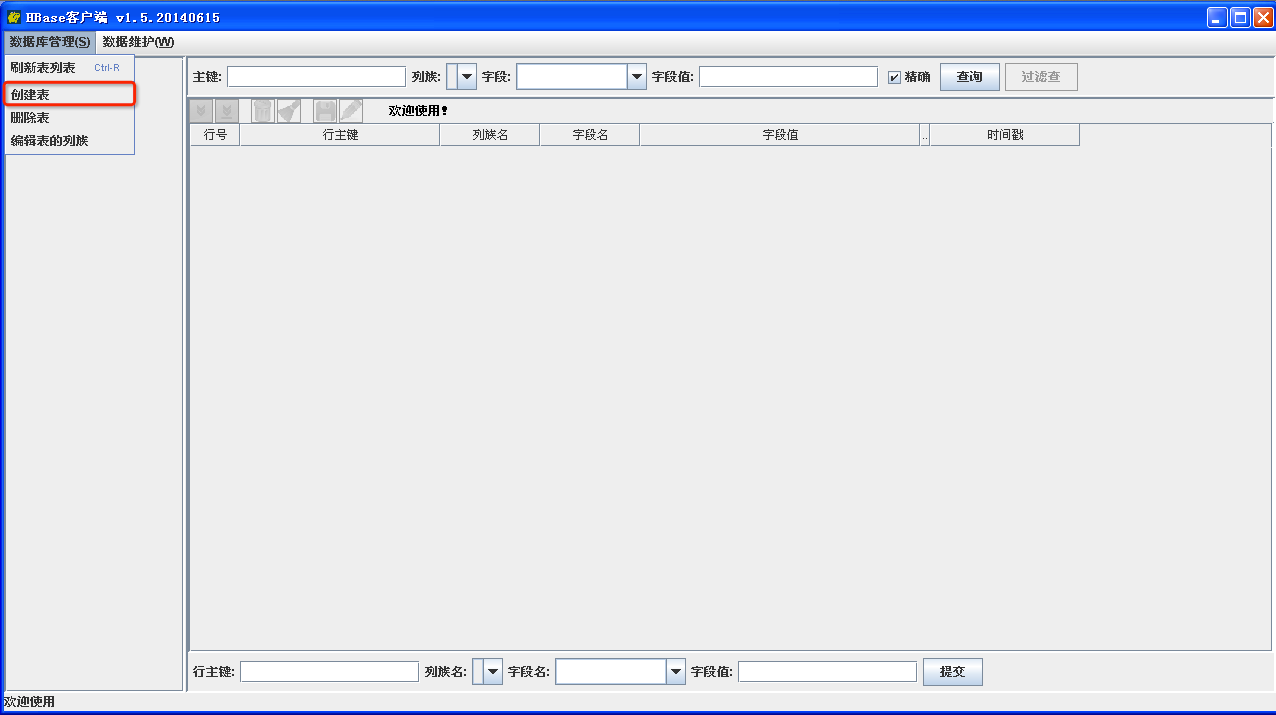 HBase客户端 v1.5.20140615
数据库管理(S) 数据维护(W)
刷新表列表 Ctrl-R
创建表
删除表
编辑表的列族
主键: 列族: 字段: 字段值: 精确 查询 过滤查
欢迎使用!
行号 行主键 列族名 字段名 字段值 .. 时间戳
行主键: 列族名: 字段名: 字段值: 提交
欢迎使用